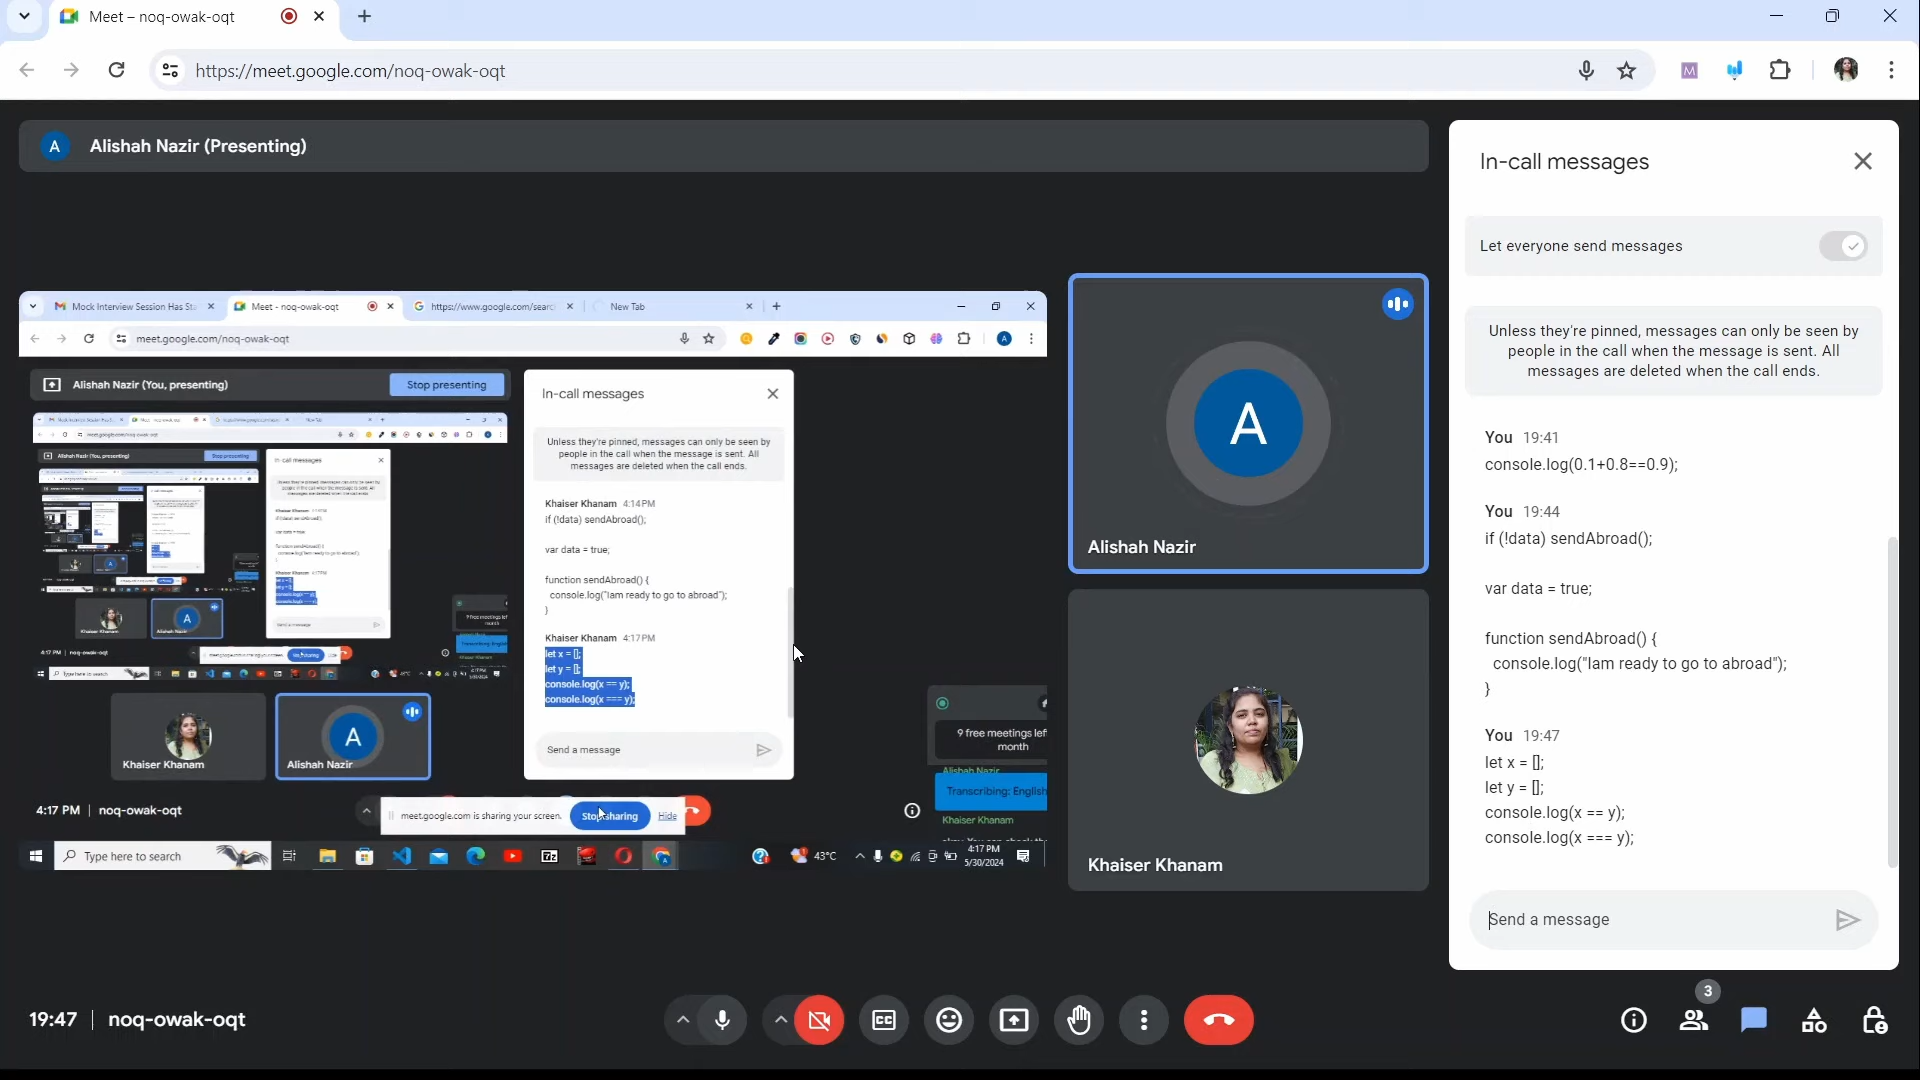 Meet – noq-owak-oqt
https://meet.google.com/noq-owak-oqt
A Alishah Nazir (Presenting)
Mock Interview Session Has Sta
Meet - noq-owak-oqt
https://www.google.com/searc
New Tab
meet.google.com/noq-owak-oqt
Alishah Nazir (You, presenting)
Stop presenting
In-call messages
Unless they're pinned, messages can only be seen by
people in the call when the message is sent. All
messages are deleted when the call ends.
Khaiser Khanam 4:14 PM
if (!data) sendAbroad();
var data = true;
function sendAbroad() {
console.log("Iam ready to go to abroad");
}
Khaiser Khanam 4:17 PM
let x = [];
let y = [];
console.log(x == y);
console.log(x === y);
Send a message
Khaiser Khanam
A
Alishah Nazir
4:17 PM | noq-owak-oqt
meet.google.com is sharing your screen.
Stop sharing
Hide
9 free meetings left
month
Alishah Nazir
Transcribing: English
Khaiser Khanam
Type here to search
43°C
4:17 PM
5/30/2024
A
Alishah Nazir
Khaiser Khanam
In-call messages
Let everyone send messages
Unless they're pinned, messages can only be seen by
people in the call when the message is sent. All
messages are deleted when the call ends.
You 19:41
console.log(0.1+0.8==0.9);
You 19:44
if (!data) sendAbroad();
var data = true;
function sendAbroad() {
console.log("Iam ready to go to abroad");
}
You 19:47
let x = [];
let y = [];
console.log(x == y);
console.log(x === y);
Send a message
19:47 | noq-owak-oqt
3